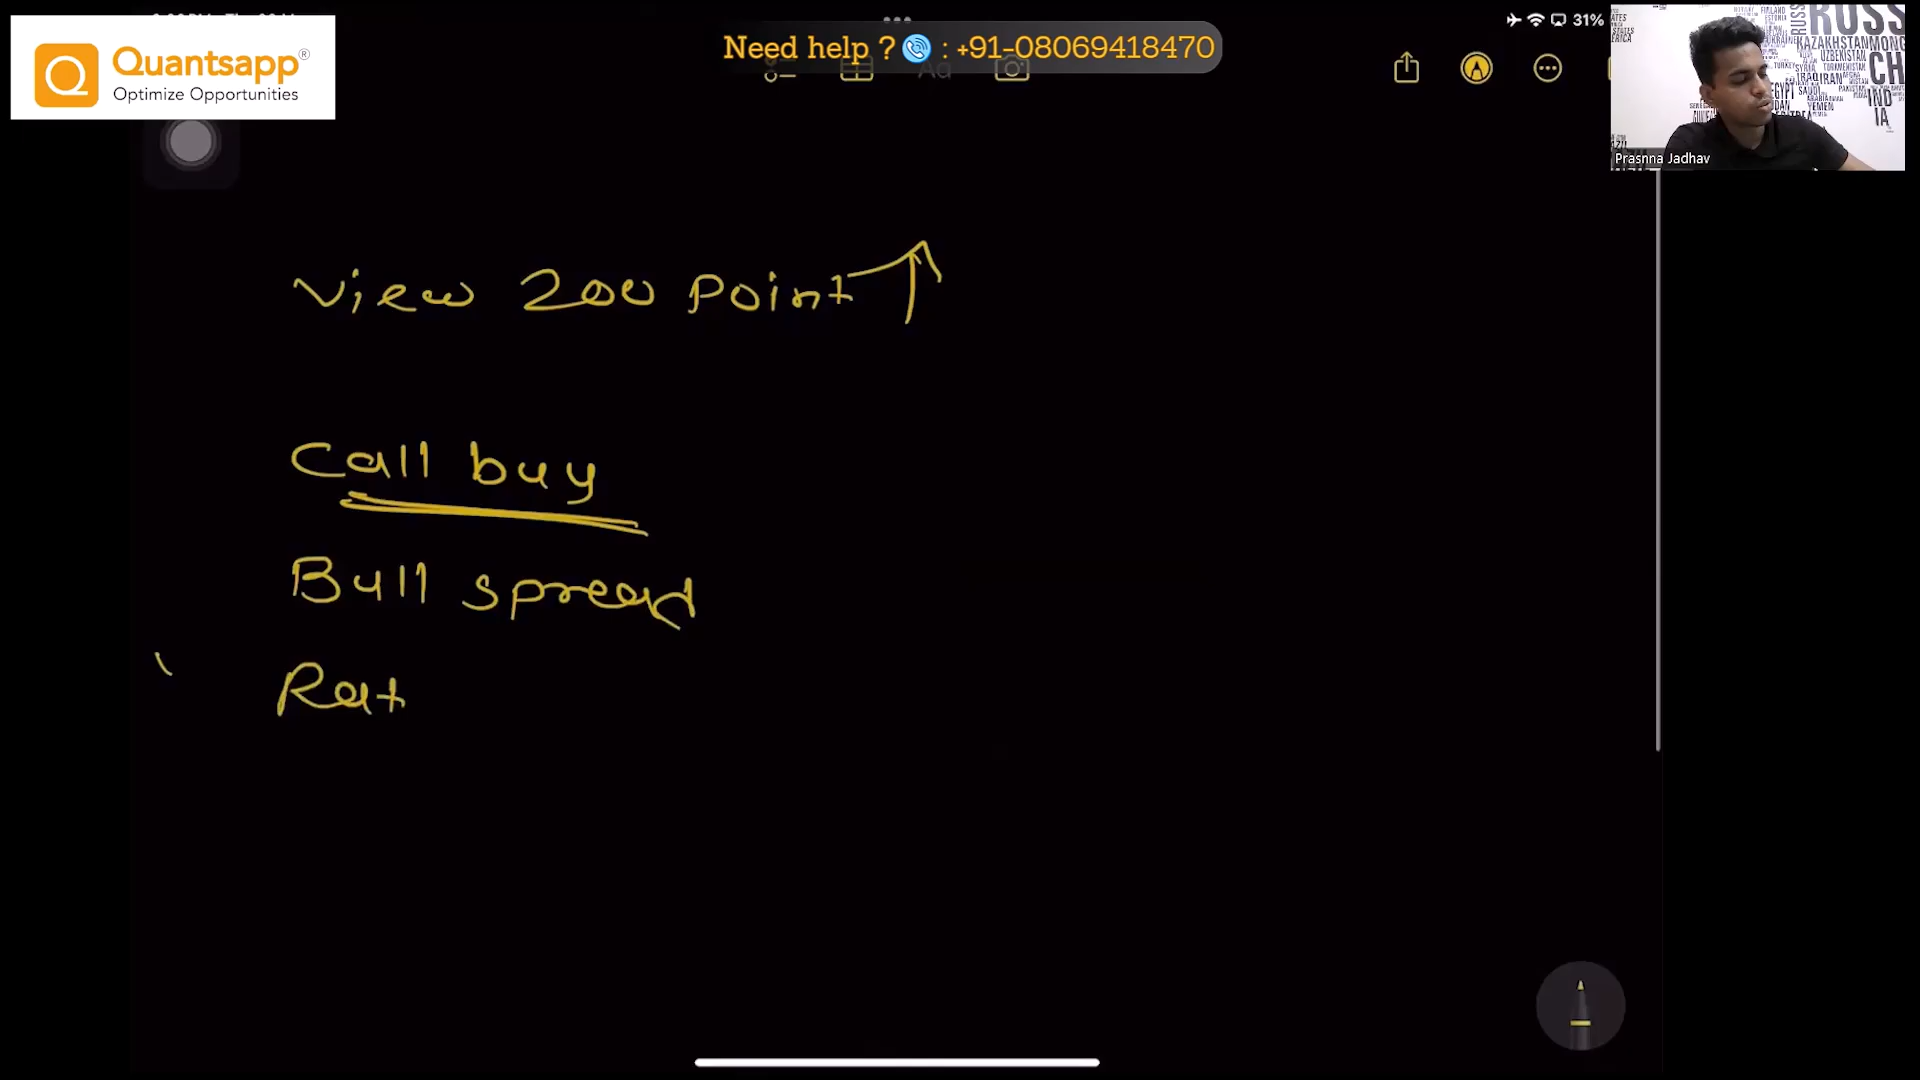 Quantsapp®
Optimize Opportunities
Need help ? : +91-08069418470
31%
Prasnna Jadhav
View 200 Point ↑
Call buy
Bull spread
Rat